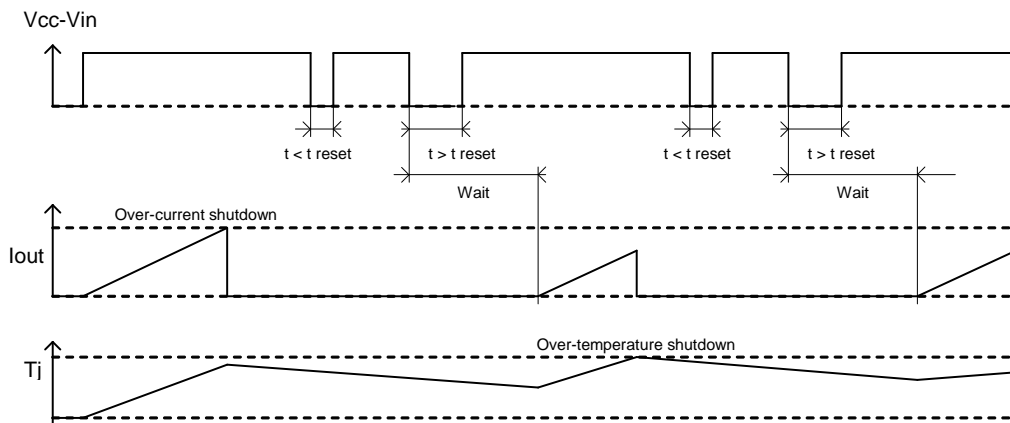 Vcc-Vin
t < t reset
t > t reset
t < t reset
t > t reset
Wait
Wait
Over-current shutdown
Iout
Over-temperature shutdown
Tj